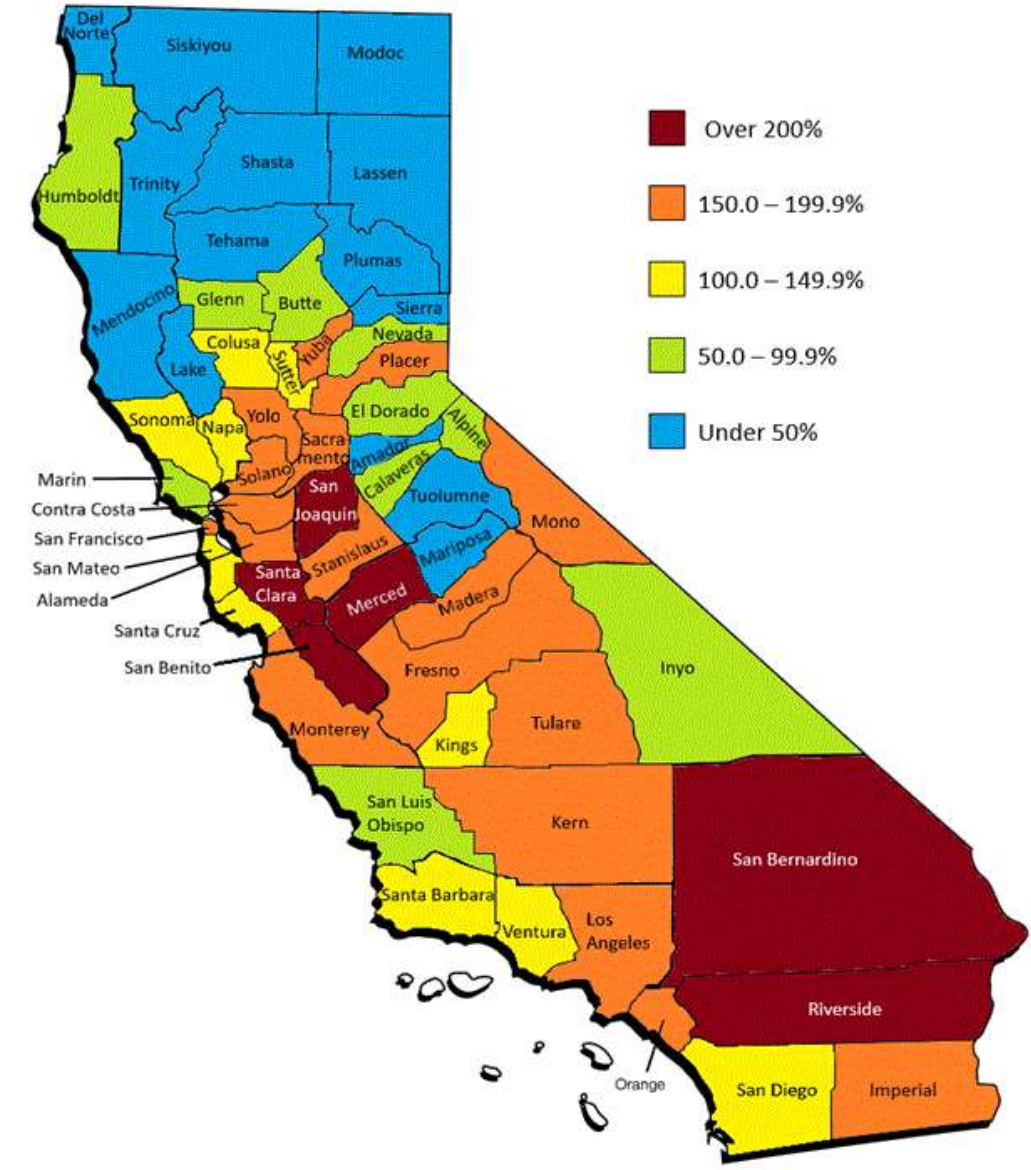 Del
Norte
Siskiyou
Modoc
Humboldt
Trinity
Shasta
Lassen
Tehama
Plumas
Mendocino
Glenn
Butte
Sierra
Lake
Colusa
Sutter
Yuba
Nevada
Placer
Sonoma
Napa
Yolo
El Dorado
Alpine
Sacra-
mento
Amador
Solano
Calaveras
Marin
Contra Costa
San Francisco
San Mateo
Alameda
Santa Cruz
San Benito
San
Joaquin
Tuolumne
Mono
Stanislaus
Mariposa
Santa
Clara
Merced
Madera
Fresno
Inyo
Monterey
Kings
Tulare
San Luis
Obispo
Kern
San Bernardino
Santa Barbara
Ventura
Los
Angeles
Riverside
Orange
San Diego
Imperial
Over 200%
150.0 – 199.9%
100.0 – 149.9%
50.0 – 99.9%
Under 50%